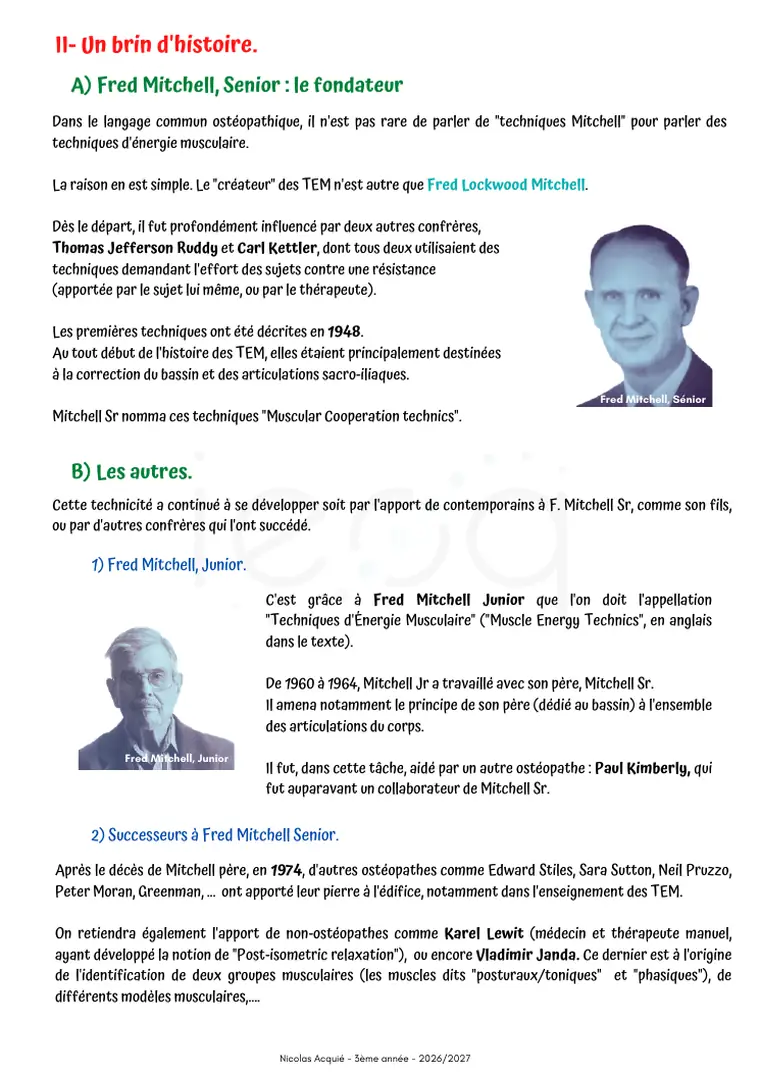 II- Un brin d'histoire.
A) Fred Mitchell, Senior : le fondateur
Dans le langage commun ostéopathique, il n'est pas rare de parler de "techniques Mitchell" pour parler des
techniques d'énergie musculaire.
La raison en est simple. Le "créateur" des TEM n'est autre que Fred Lockwood Mitchell.
Dès le départ, il fut profondément influencé par deux autres confrères,
Thomas Jefferson Ruddy et Carl Kettler, dont tous deux utilisaient des
techniques demandant l'effort des sujets contre une résistance
(apportée par le sujet lui même, ou par le thérapeute).
Les premières techniques ont été décrites en 1948.
Au tout début de l'histoire des TEM, elles étaient principalement destinées
à la correction du bassin et des articulations sacro-iliaques.
Fred Mitchell, Sénior
Mitchell Sr nomma ces techniques "Muscular Cooperation technics".
B) Les autres.
Cette technicité a continué à se développer soit par l'apport de contemporains à F. Mitchell Sr, comme son fils,
ou par d'autres confrères qui l'ont succédé.
ieoq
1) Fred Mitchell, Junior.
C'est grâce à Fred Mitchell Junior que l'on doit l'appellation
"Techniques d'Énergie Musculaire" ("Muscle Energy Technics", en anglais
dans le texte).
De 1960 à 1964, Mitchell Jr a travaillé avec son père, Mitchell Sr.
Il amena notamment le principe de son père (dédié au bassin) à l'ensemble
des articulations du corps.
Fred Mitchell, Junior
Il fut, dans cette tâche, aidé par un autre ostéopathe : Paul Kimberly, qui
fut auparavant un collaborateur de Mitchell Sr.
2) Successeurs à Fred Mitchell Senior.
Après le décès de Mitchell père, en 1974, d'autres ostéopathes comme Edward Stiles, Sara Sutton, Neil Pruzzo,
Peter Moran, Greenman, ... ont apporté leur pierre à l'édifice, notamment dans l'enseignement des TEM.
On retiendra également l'apport de non-ostéopathes comme Karel Lewit (médecin et thérapeute manuel,
ayant développé la notion de "Post-isometric relaxation"), ou encore Vladimir Janda. Ce dernier est à l'origine
de l'identification de deux groupes musculaires (les muscles dits "posturaux/toniques" et "phasiques"), de
différents modèles musculaires,....
Nicolas Acquié - 3ème année - 2026/2027